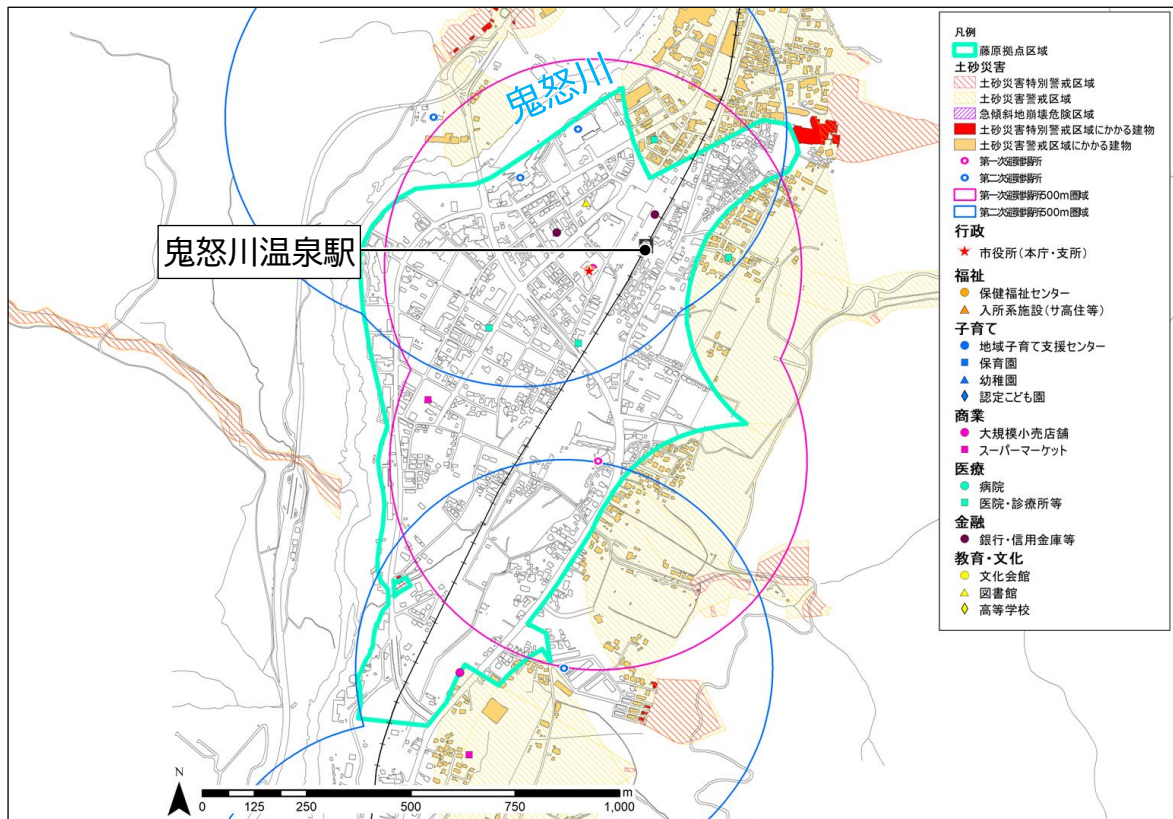 鬼怒川
鬼怒川温泉駅
凡例
藤原拠点区域
土砂災害
土砂災害特別警戒区域
土砂災害警戒区域
急傾斜地崩壊危険区域
土砂災害特別警戒区域にかかる建物
土砂災害警戒区域にかかる建物
第一次避難場所
第二次避難場所
第一次避難場所500m圏域
第二次避難場所500m圏域
行政
市役所(本庁・支所)
福祉
保健福祉センター
入所系施設(サ高住等)
子育て
地域子育て支援センター
保育園
幼稚園
認定こども園
商業
大規模小売店舗
スーパーマーケット
医療
病院
医院・診療所等
金融
銀行・信用金庫等
教育・文化
文化会館
図書館
高等学校
N
0 125 250 500 750 1,000 m